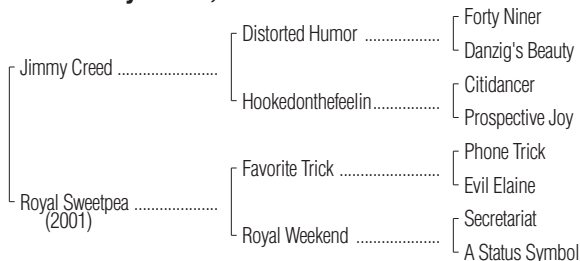 Forty Niner
Distorted Humor ..................
Danzig's Beauty
Jimmy Creed ........................
Citidancer
Hookedonthefeelin................
Prospective Joy
Phone Trick
Favorite Trick ........................
Evil Elaine
Royal Sweetpea ....................
(2001)
Secretariat
Royal Weekend ....................
A Status Symbol